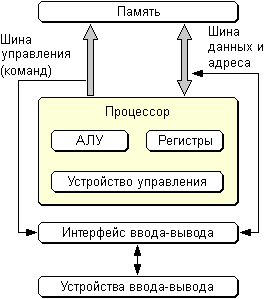 Память
Шина
управления
(команд)
Шина
данных и
адреса
Процессор
АЛУ
Регистры
Устройство управления
Интерфейс ввода-вывода
Устройства ввода-вывода